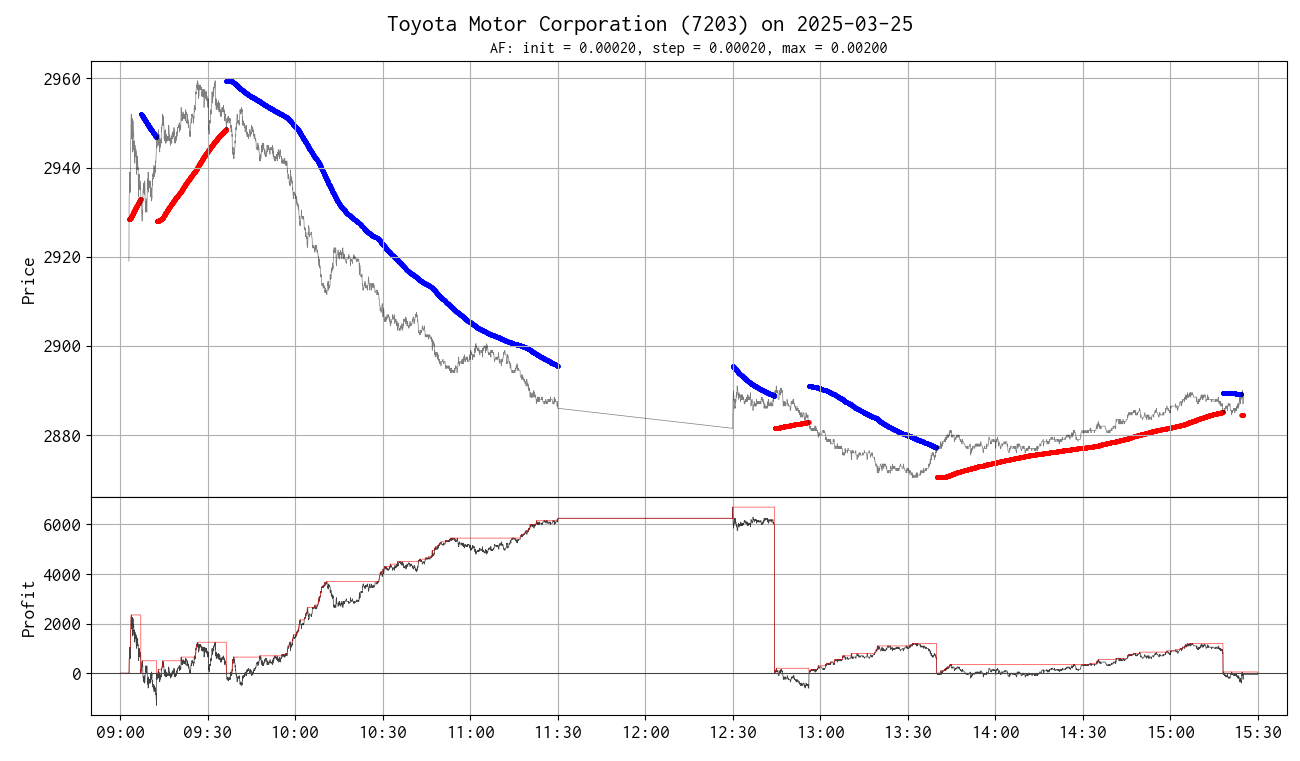 Toyota Motor Corporation (7203) on 2025-03-25
AF: init = 0.00020, step = 0.00020, max = 0.00200
Price
2960
2940
2920
2900
2880
Profit
6000
4000
2000
0
09:00 09:30 10:00 10:30 11:00 11:30 12:00 12:30 13:00 13:30 14:00 14:30 15:00 15:30